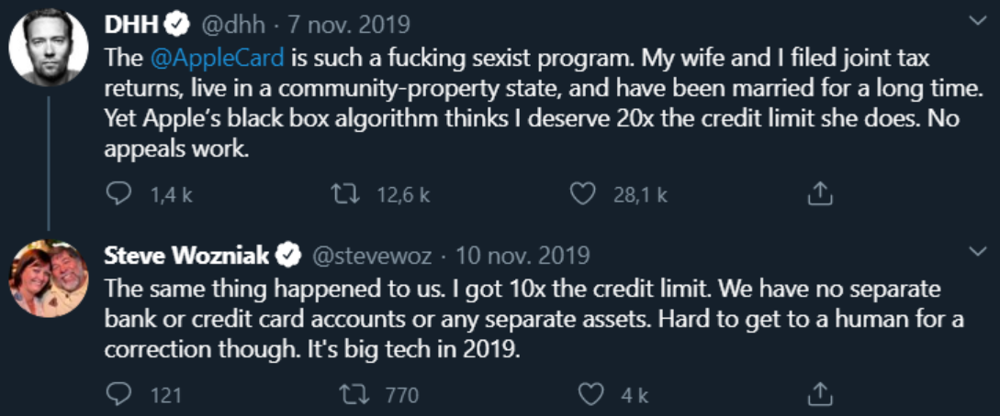 DHH @dhh · 7 nov. 2019
The @AppleCard is such a fucking sexist program. My wife and I filed joint tax
returns, live in a community-property state, and have been married for a long time.
Yet Apple's black box algorithm thinks I deserve 20x the credit limit she does. No
appeals work.
1,4 k 12,6 k 28,1 k
Steve Wozniak @stevewoz · 10 nov. 2019
The same thing happened to us. I got 10x the credit limit. We have no separate
bank or credit card accounts or any separate assets. Hard to get to a human for a
correction though. It's big tech in 2019.
121 770 4 k